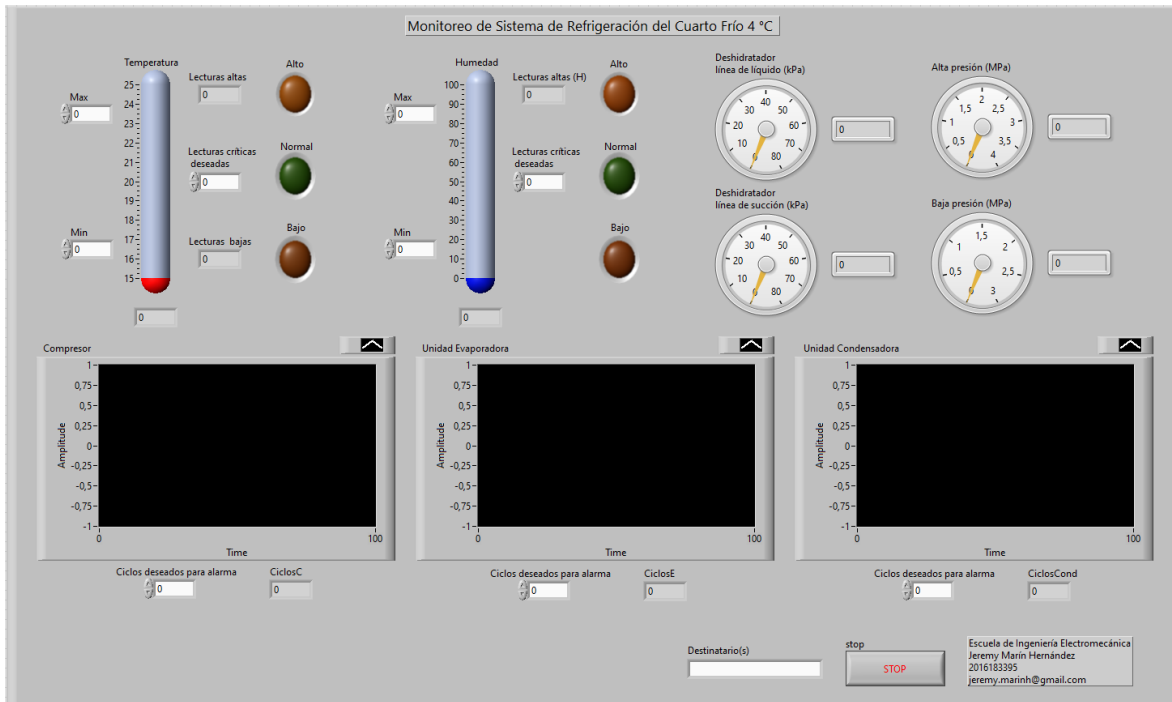 Monitoreo de Sistema de Refrigeración del Cuarto Frío 4 °C
Temperatura
Max
0
Min
0
25
24
23
22
21
20
19
18
17
16
15
0
Lecturas altas
0
Lecturas críticas
deseadas
0
Lecturas bajas
0
Alto
Normal
Bajo
Humedad
Max
0
Min
0
100
90
80
70
60
50
40
30
20
10
0
0
Lecturas altas (H)
0
Lecturas críticas
deseadas
0
Alto
Normal
Bajo
Deshidratador
línea de líquido (kPa)
0 10 20 30 40 50 60 70 80
0
Alta presión (MPa)
0 0,5 1 1,5 2 2,5 3 3,5 4
0
Deshidratador
línea de succión (kPa)
0 10 20 30 40 50 60 70 80
0
Baja presión (MPa)
0 0,5 1 1,5 2 2,5 3
0
Compresor
Amplitude
1
0,75
0,5
0,25
0
-0,25
-0,5
-0,75
-1
0 100
Time
Ciclos deseados para alarma
0
CiclosC
0
Unidad Evaporadora
Amplitude
1
0,75
0,5
0,25
0
-0,25
-0,5
-0,75
-1
0 100
Time
Ciclos deseados para alarma
0
CiclosE
0
Unidad Condensadora
Amplitude
1
0,75
0,5
0,25
0
-0,25
-0,5
-0,75
-1
0 100
Time
Ciclos deseados para alarma
0
CiclosCond
0
Destinatario(s)
stop
STOP
Escuela de Ingeniería Electromecánica
Jeremy Marín Hernández
2016183395
jeremy.marinh@gmail.com